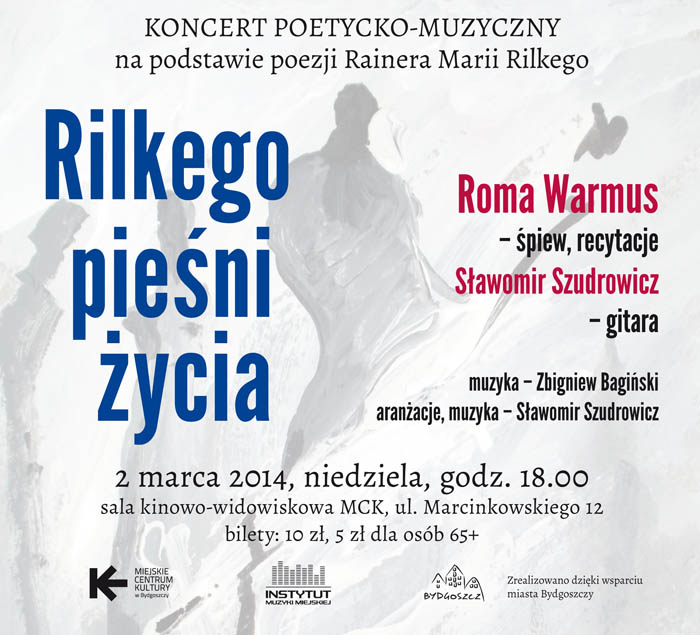 KONCERT POETYCKO-MUZYCZNY
na podstawie poezji Rainera Marii Rilkego
Rilkego
pieśni
życia
Roma Warmus
– śpiew, recytacje
Sławomir Szudrowicz
– gitara
muzyka – Zbigniew Bagiński
aranżacje, muzyka – Sławomir Szudrowicz
2 marca 2014, niedziela, godz. 18.00
sala kinowo-widowiskowa MCK, ul. Marcinkowskiego 12
bilety: 10 zł, 5 zł dla osób 65+
MIEJSKIE
CENTRUM
KULTURY
w Bydgoszczy
INSTYTUT
MUZYKI MIEJSKIEJ
BYDGOSZCZ
Zrealizowano dzięki wsparciu
miasta Bydgoszczy